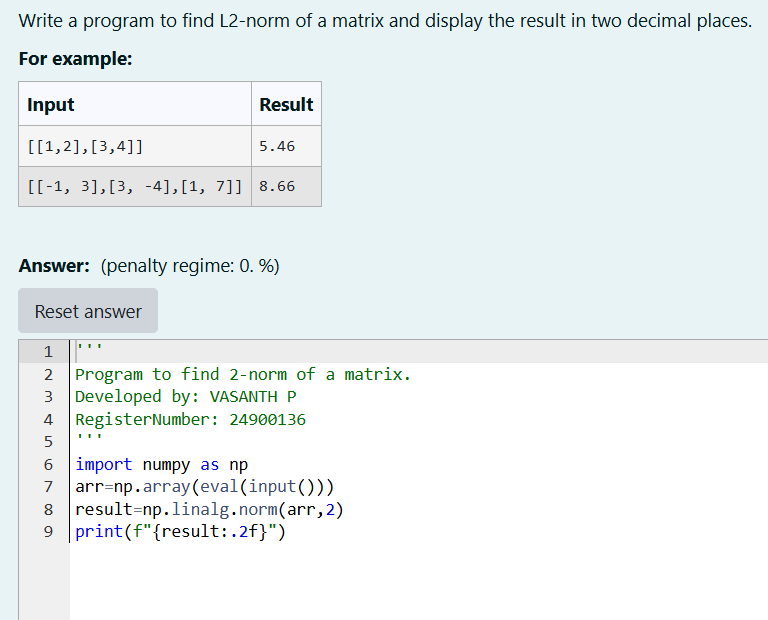 Write a program to find L2-norm of a matrix and display the result in two decimal places.
For example:
Input Result
[[1,2],[3,4]] 5.46
[[-1, 3],[3, -4],[1, 7]] 8.66
Answer: (penalty regime: 0. %)
Reset answer
1 '''
2 Program to find 2-norm of a matrix.
3 Developed by: VASANTH P
4 RegisterNumber: 24900136
5 '''
6 import numpy as np
7 arr=np.array(eval(input()))
8 result=np.linalg.norm(arr,2)
9 print(f"{result:.2f}")